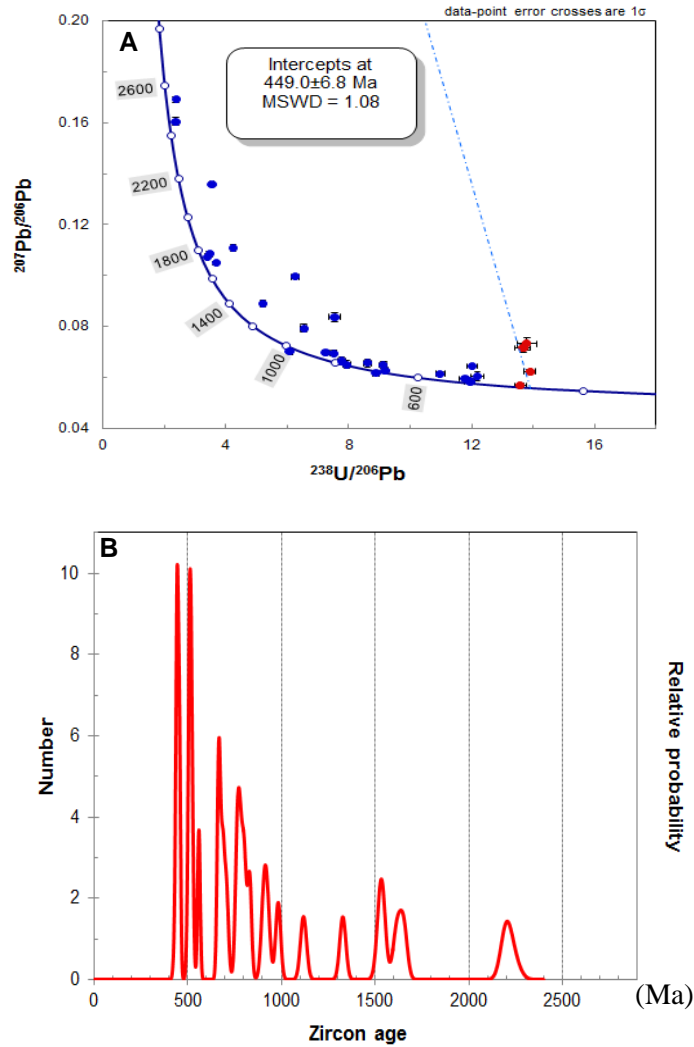 data-point error crosses are 1σ
A
0.20
0.16
0.12
0.08
0.04
207Pb/206Pb
Intercepts at
449.0±6.8 Ma
MSWD = 1.08
2600
2200
1800
1400
1000
600
0 4 8 12 16
238U/206Pb
B
10
8
6
4
2
0
Number
Relative probability
0 500 1000 1500 2000 2500 (Ma)
Zircon age